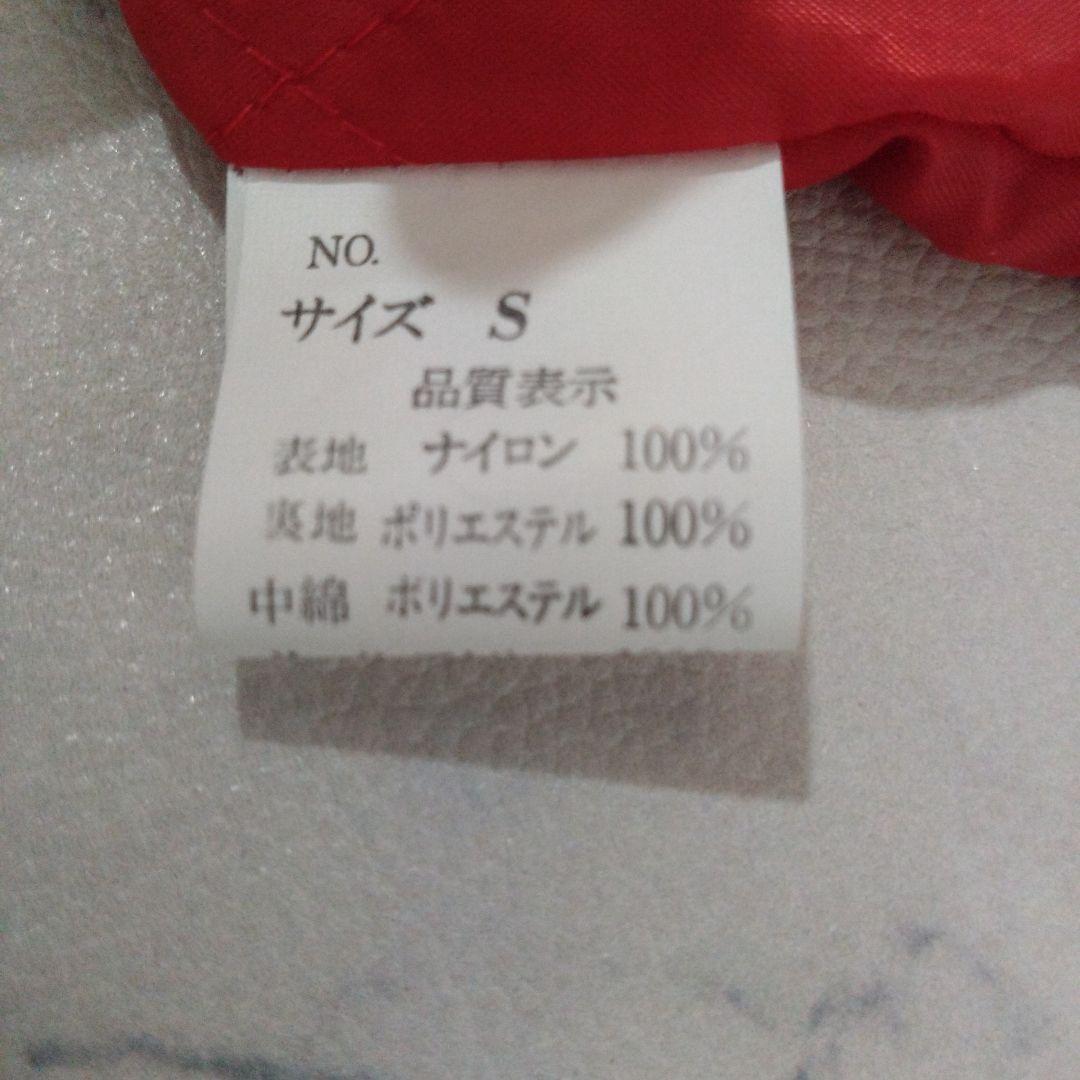 NO.
サイズ S
品質表示
表地 ナイロン 100%
裏地 ポリエステル 100%
中綿 ポリエステル 100%